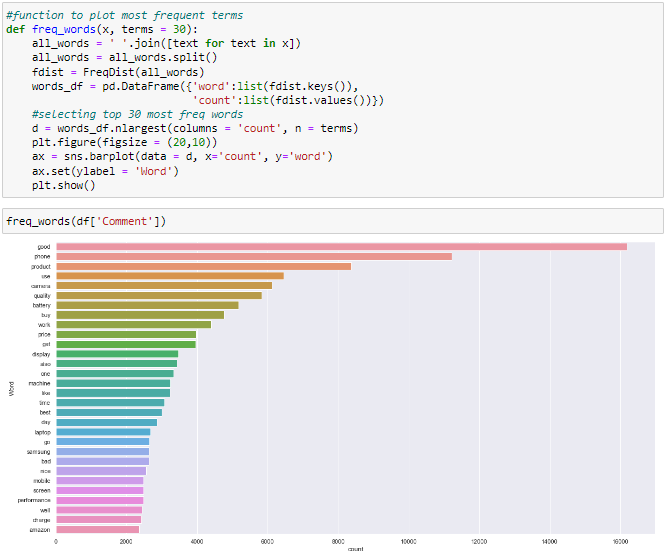 #function to plot most frequent terms
def freq_words(x, terms = 30):
    all_words = ' '.join([text for text in x])
    all_words = all_words.split()
    fdist = FreqDist(all_words)
    words_df = pd.DataFrame({'word':list(fdist.keys()),
                             'count':list(fdist.values())})
    #selecting top 30 most freq words
    d = words_df.nlargest(columns = 'count', n = terms)
    plt.figure(figsize = (20,10))
    ax = sns.barplot(data = d, x='count', y='word')
    ax.set(ylabel = 'Word')
    plt.show()
freq_words(df['Comment'])
good
phone
product
use
camera
quality
battery
buy
work
price
get
display
also
one
machine
like
time
best
day
laptop
go
samsung
bad
nice
mobile
screen
performance
well
charge
amazon
Word
0 2000 4000 6000 8000 10000 12000 14000 16000
count